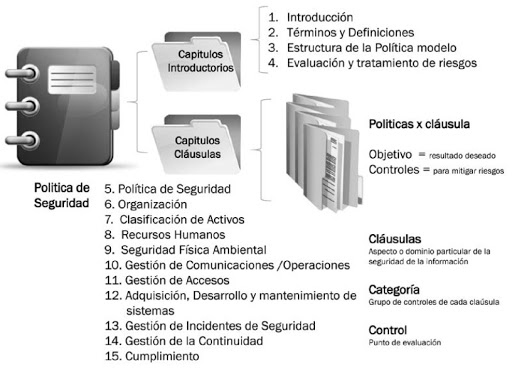 Capitulos
Introductorios
1. Introducción
2. Términos y Definiciones
3. Estructura de la Política modelo
4. Evaluación y tratamiento de riesgos
Capitulos
Cláusulas
Politicas x cláusula
Objetivo = resultado deseado
Controles = para mitigar riesgos
Politica de
Seguridad
5. Política de Seguridad
6. Organización
7. Clasificación de Activos
8. Recursos Humanos
9. Seguridad Física Ambiental
10. Gestión de Comunicaciones /Operaciones
11. Gestión de Accesos
12. Adquisición, Desarrollo y mantenimiento de
sistemas
13. Gestión de Incidentes de Seguridad
14. Gestión de la Continuidad
15. Cumplimiento
Cláusulas
Aspecto o dominio particular de la
seguridad de la información
Categoría
Grupo de controles de cada claúsula
Control
Punto de evaluación